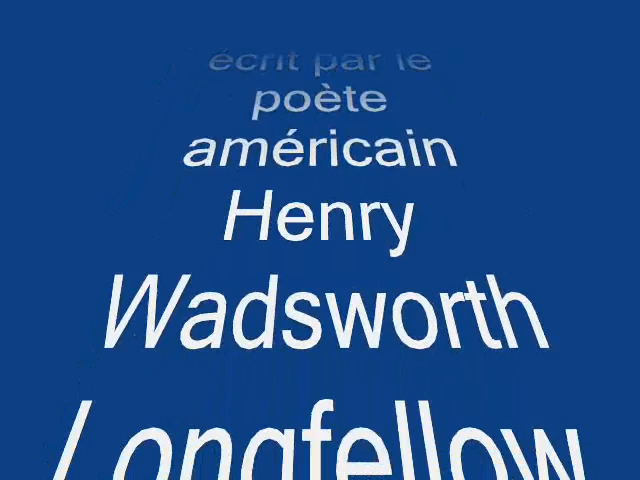 écrit par le
poète
américain
Henry
Wadsworth
Longfellow